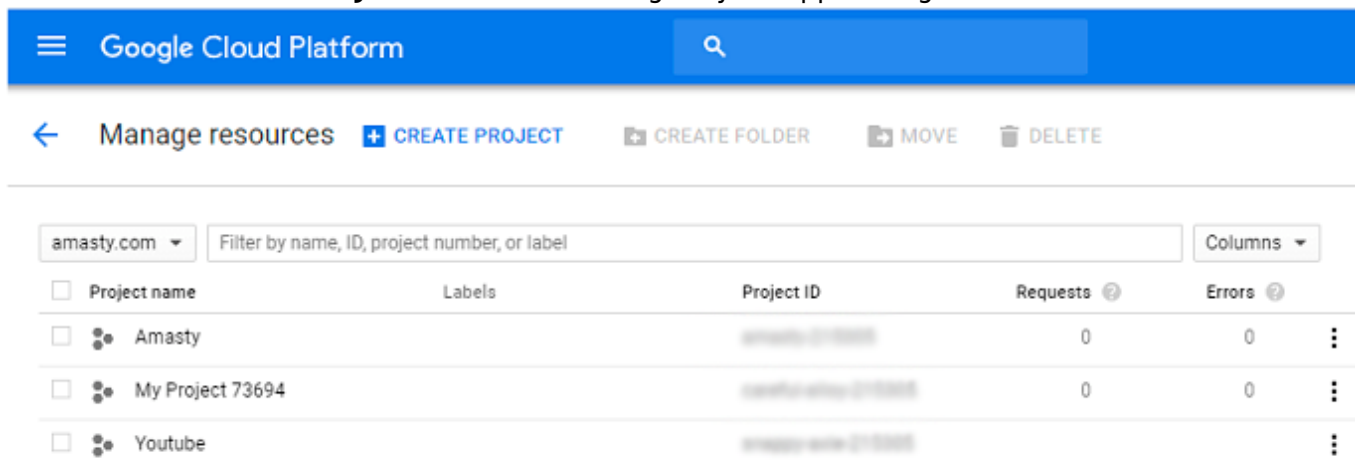 Google Cloud Platform
Manage resources CREATE PROJECT CREATE FOLDER MOVE DELETE
amasty.com Filter by name, ID, project number, or label Columns
Project name Labels Project ID Requests Errors
Amasty 0 0
My Project 73694 0 0
Youtube